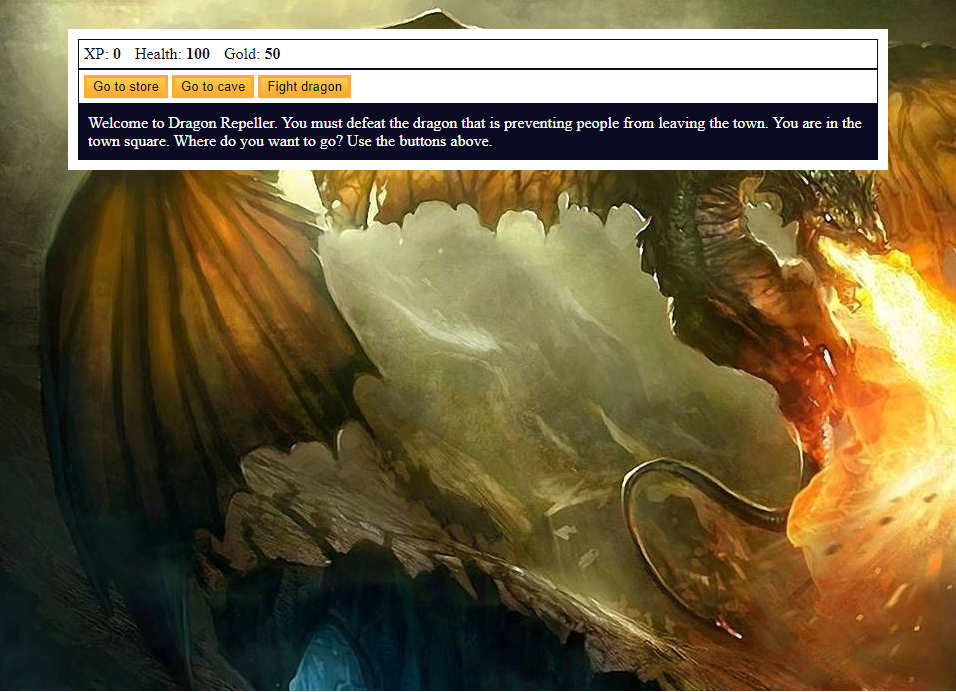 XP: 0 Health: 100 Gold: 50
Go to store Go to cave Fight dragon
Welcome to Dragon Repeller. You must defeat the dragon that is preventing people from leaving the town. You are in the
town square. Where do you want to go? Use the buttons above.